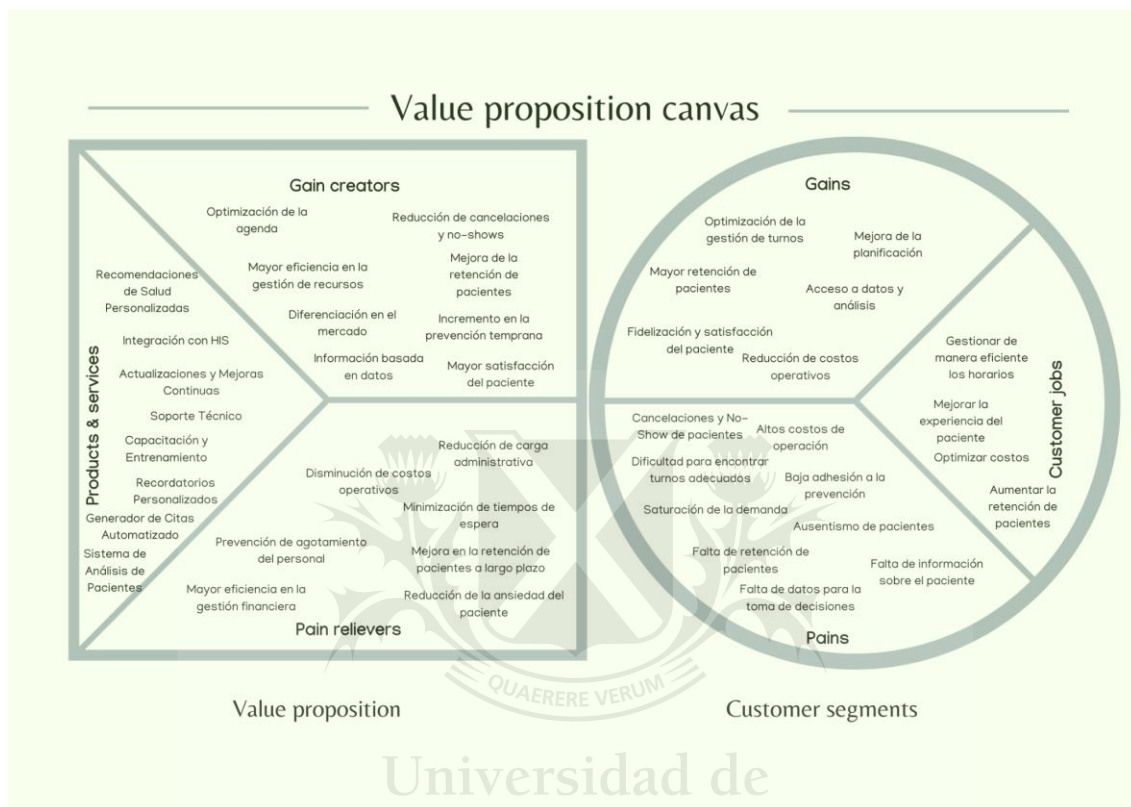 Value proposition canvas
Gain creators
Optimización de la
agenda
Reducción de cancelaciones
y no-shows
Mayor eficiencia en la
gestión de recursos
Mejora de la
retención de
pacientes
Diferenciación en el
mercado
Incremento en la
prevención temprana
Información basada
en datos
Mayor satisfacción
del paciente
Products & services
Recomendaciones
de Salud
Personalizadas
Integración con HIS
Actualizaciones y Mejoras
Continuas
Soporte Técnico
Capacitación y
Entrenamiento
Recordatorios
Personalizados
Generador de Citas
Automatizado
Sistema de
Análisis de
Pacientes
Reducción de carga
administrativa
Disminución de costos
operativos
Minimización de tiempos de
espera
Prevención de agotamiento
del personal
Mejora en la retención de
pacientes a largo plazo
Mayor eficiencia en la
gestión financiera
Reducción de la ansiedad del
paciente
Pain relievers
Value proposition
Gains
Optimización de la
gestión de turnos
Mejora de la
planificación
Mayor retención de
pacientes
Acceso a datos y
análisis
Fidelización y satisfacción
del paciente
Reducción de costos
operativos
Customer jobs
Gestionar de
manera eficiente
los horarios
Mejorar la
experiencia del
paciente
Optimizar costos
Aumentar la
retención de
pacientes
Cancelaciones y No-
Show de pacientes
Altos costos de
operación
Dificultad para encontrar
turnos adecuados
Baja adhesión a la
prevención
Saturación de la demanda
Ausentismo de pacientes
Falta de retención de
pacientes
Falta de información
sobre el paciente
Falta de datos para la
toma de decisiones
Pains
Customer segments
QUAERERE VERUM
Universidad de